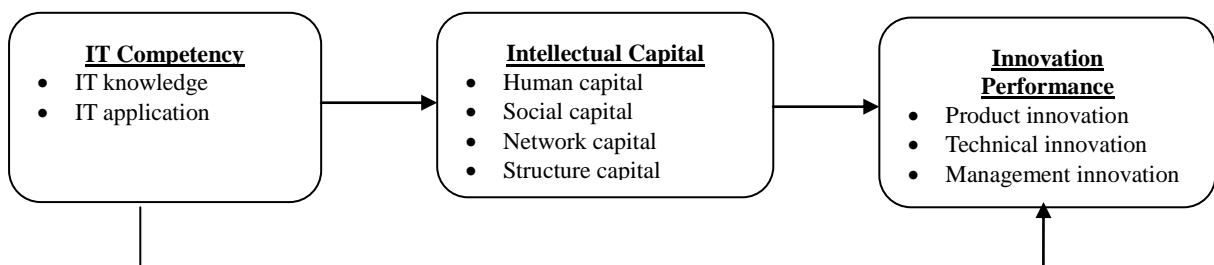 IT Competency
• IT knowledge
• IT application
Intellectual Capital
• Human capital
• Social capital
• Network capital
• Structure capital
Innovation
Performance
• Product innovation
• Technical innovation
• Management innovation